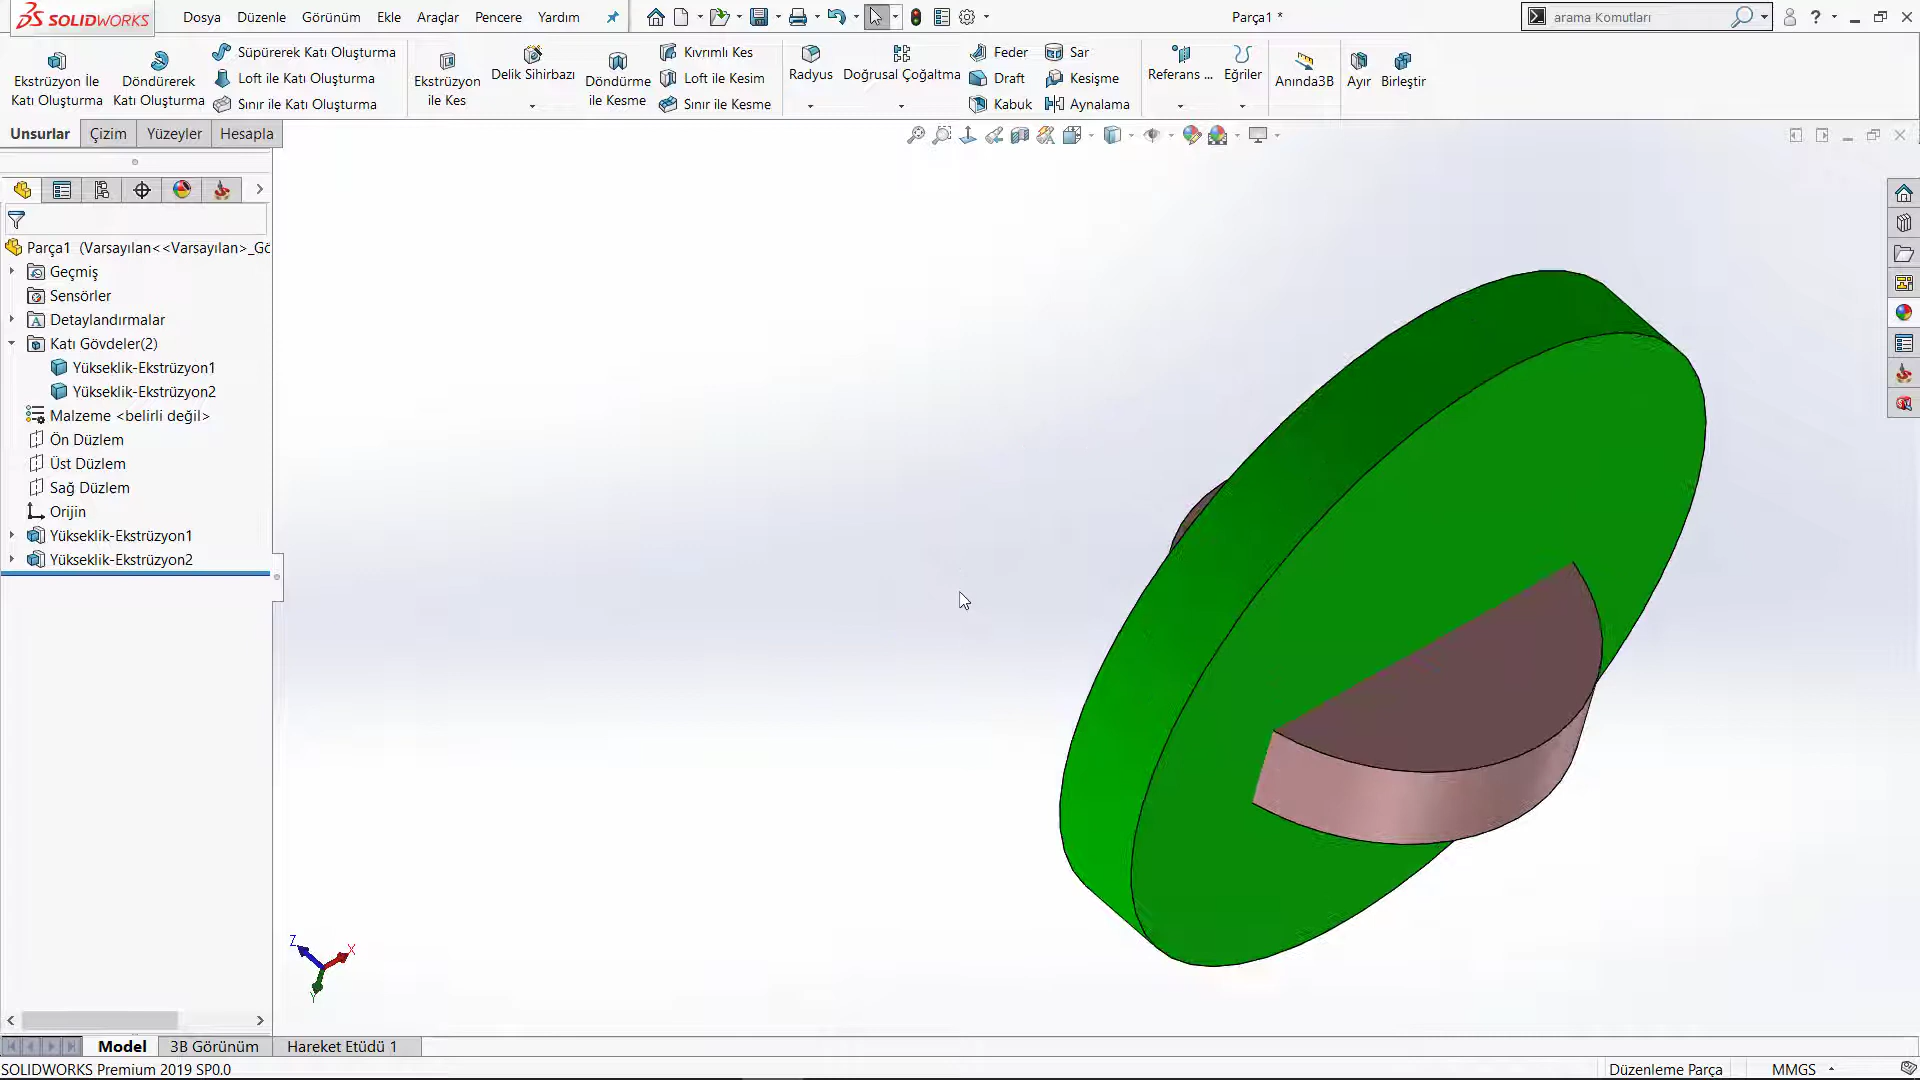 SOLIDWORKS
Dosya Düzenle Görünüm Ekle Araçlar Pencere Yardım
Parça1 *
arama Komutları
Ekstrüzyon İle Katı Oluşturma
Döndürerek Katı Oluşturma
Süpürerek Katı Oluşturma
Loft ile Katı Oluşturma
Sınır ile Katı Oluşturma
Ekstrüzyon ile Kes
Delik Sihirbazı
Döndürme ile Kesme
Kıvrımlı Kes
Loft ile Kesim
Sınır ile Kesme
Radyus
Doğrusal Çoğaltma
Feder
Draft
Kabuk
Sar
Kesişme
Aynalama
Referans ...
Eğriler
Anında3B
Ayır
Birleştir
Unsurlar Çizim Yüzeyler Hesapla
Parça1 (Varsayılan<<Varsayılan>_Gö
Geçmiş
Sensörler
Detaylandırmalar
Katı Gövdeler(2)
Yükseklik-Ekstrüzyon1
Yükseklik-Ekstrüzyon2
Malzeme <belirli değil>
Ön Düzlem
Üst Düzlem
Sağ Düzlem
Orijin
Yükseklik-Ekstrüzyon1
Yükseklik-Ekstrüzyon2
Z
X
Y
Model 3B Görünüm Hareket Etüdü 1
SOLIDWORKS Premium 2019 SP0.0
Düzenleme Parça
MMGS